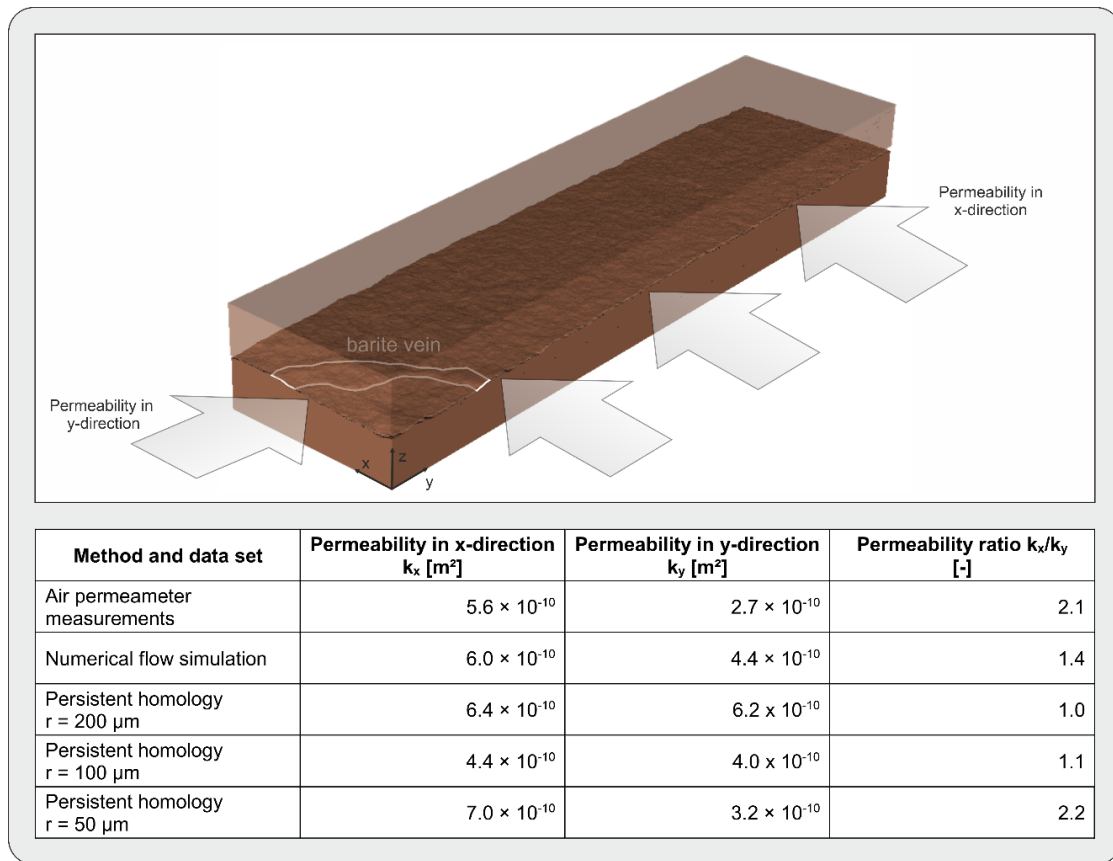 Permeability in
x-direction
barite vein
Permeability in
y-direction
x
z
y
Method and data set
Permeability in x-direction
kₓ [m²]
Permeability in y-direction
kᵧ [m²]
Permeability ratio kₓ/kᵧ
[-]
Air permeameter
measurements
5.6 × 10⁻¹⁰
2.7 × 10⁻¹⁰
2.1
Numerical flow simulation
6.0 × 10⁻¹⁰
4.4 × 10⁻¹⁰
1.4
Persistent homology
r = 200 µm
6.4 × 10⁻¹⁰
6.2 x 10⁻¹⁰
1.0
Persistent homology
r = 100 µm
4.4 × 10⁻¹⁰
4.0 x 10⁻¹⁰
1.1
Persistent homology
r = 50 µm
7.0 × 10⁻¹⁰
3.2 × 10⁻¹⁰
2.2